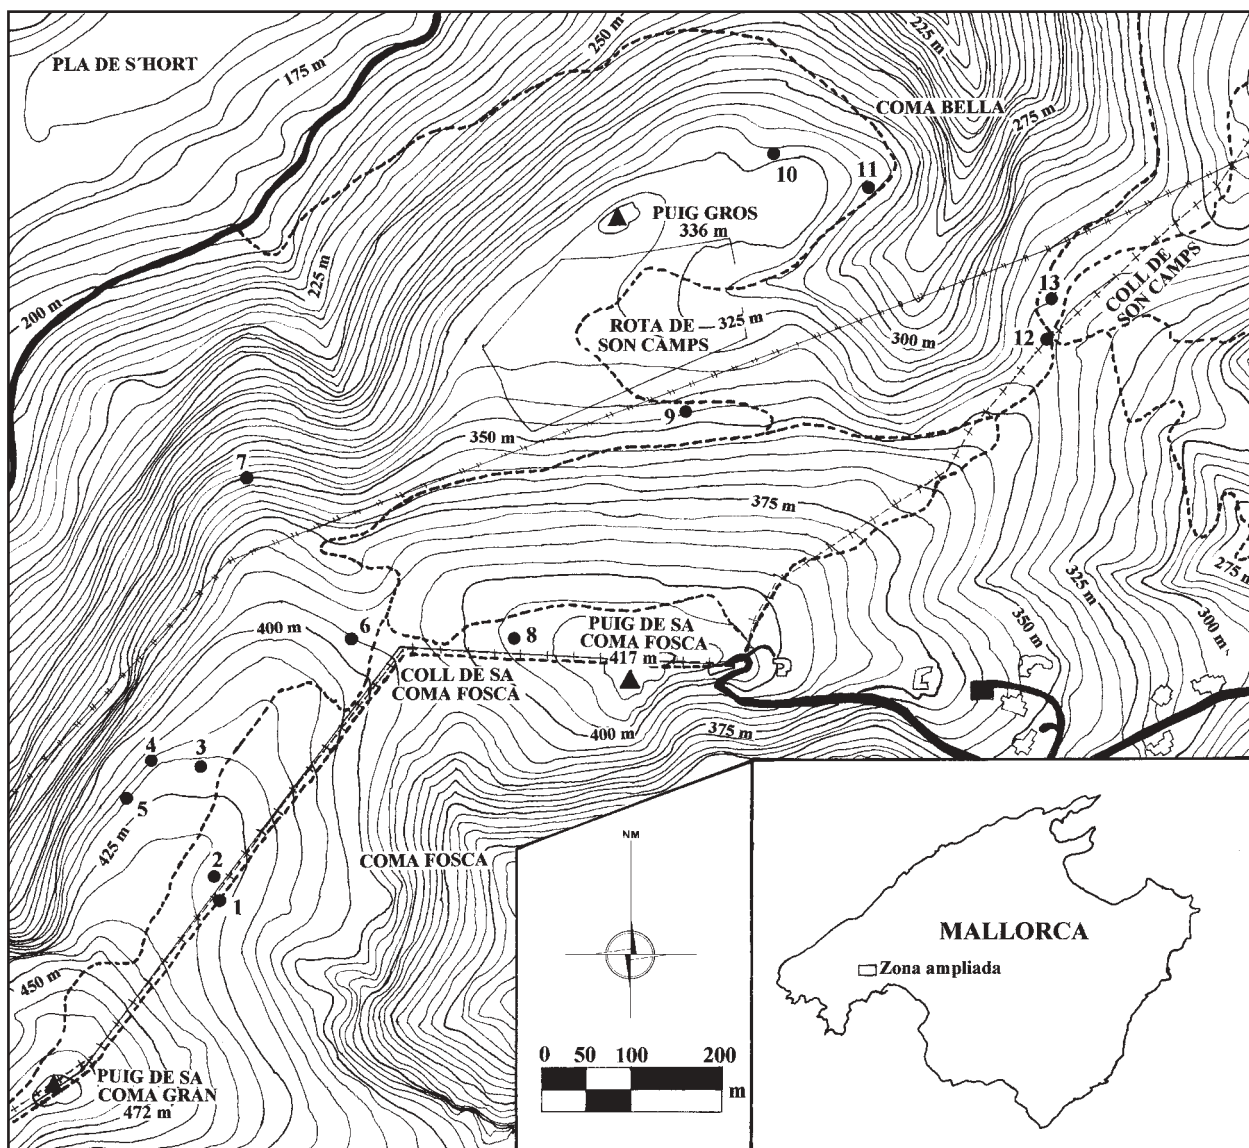 PLA DE S´HORT
175 m
250 m
225 m
COMA BELLA
275 m
10
11
PUIG GROS
336 m
225 m
200 m
13
COLL DE
SON CAMPS
ROTA DE
SON CAMPS
325 m
300 m
12
9
350 m
7
375 m
275 m
325 m
300 m
350 m
400 m
6
8
PUIG DE SA
COMA FOSCA
417 m
COLL DE SA
COMA FOSCA
400 m
375 m
4
3
5
425 m
2
1
COMA FOSCA
NM
MALLORCA
Zona ampliada
450 m
0 50 100 200
m
PUIG DE SA
COMA GRAN
472 m